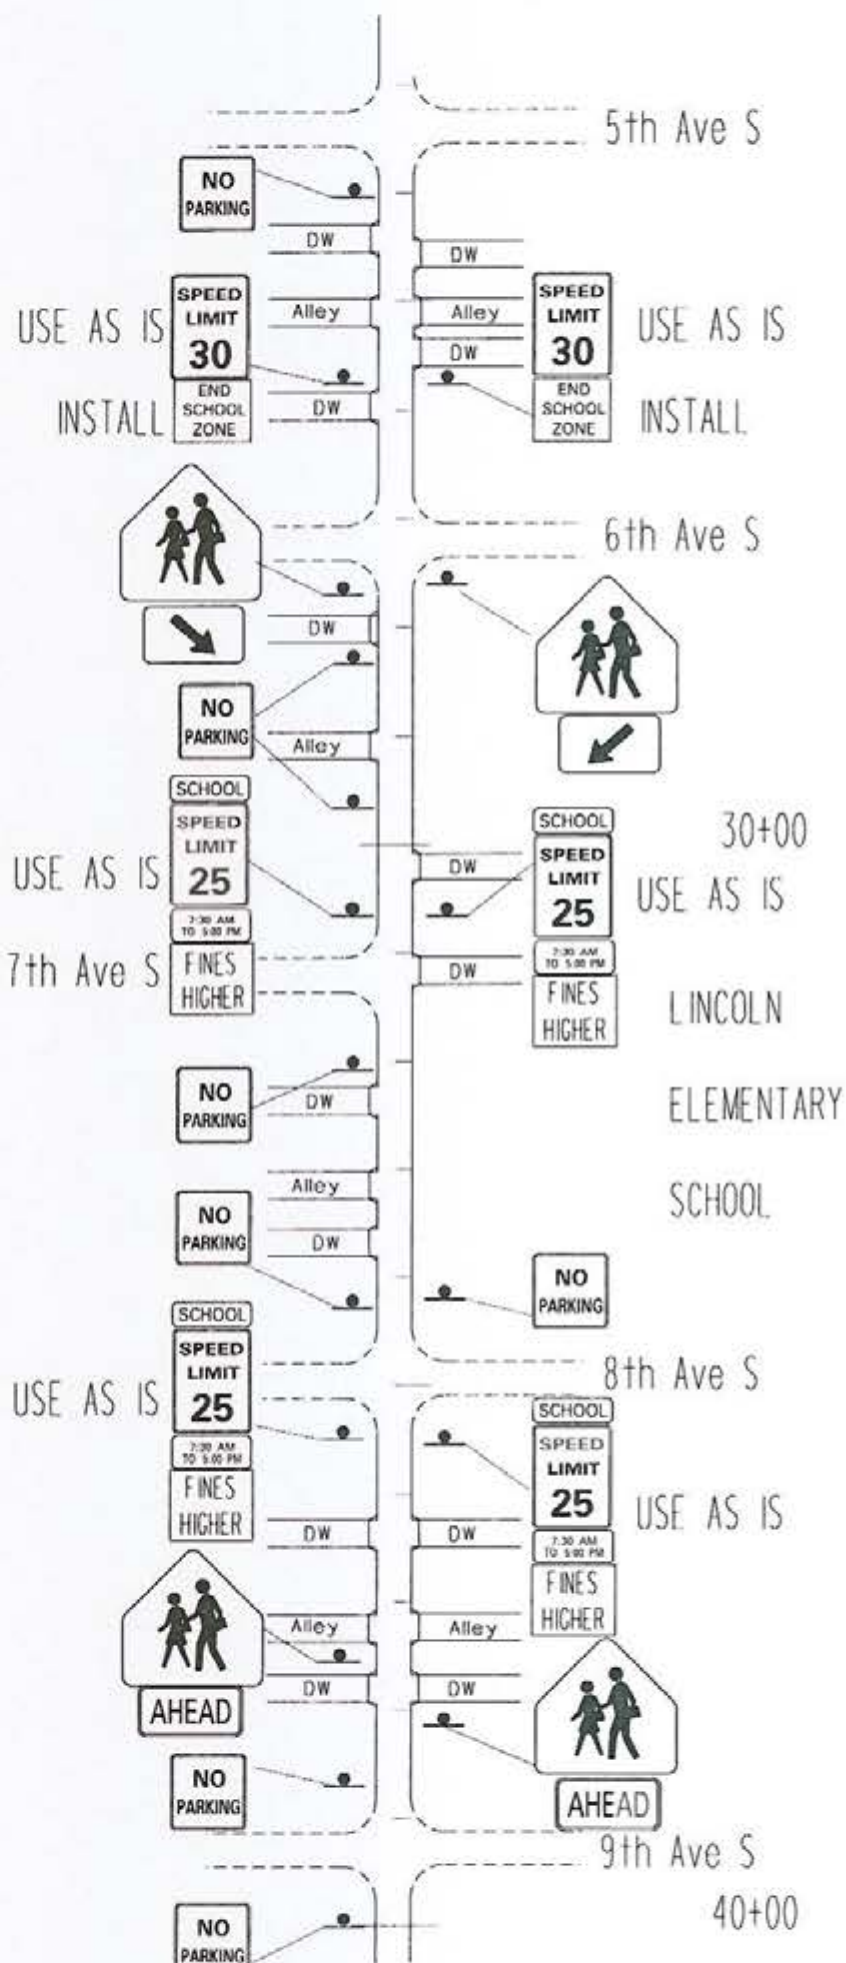 5th Ave S
NO
PARKING
DW
DW
SPEED
LIMIT
30
END
SCHOOL
ZONE
USE AS IS
INSTALL
Alley
Alley
DW
DW
SPEED
LIMIT
30
END
SCHOOL
ZONE
USE AS IS
INSTALL
6th Ave S
DW
NO
PARKING
Alley
SCHOOL
SPEED
LIMIT
25
7:30 AM
TO 5:00 PM
FINES
HIGHER
USE AS IS
7th Ave S
30+00
DW
SCHOOL
SPEED
LIMIT
25
7:30 AM
TO 5:00 PM
FINES
HIGHER
USE AS IS
DW
LINCOLN
ELEMENTARY
SCHOOL
NO
PARKING
DW
Alley
NO
PARKING
DW
NO
PARKING
8th Ave S
SCHOOL
SPEED
LIMIT
25
7:30 AM
TO 5:00 PM
FINES
HIGHER
USE AS IS
SCHOOL
SPEED
LIMIT
25
7:30 AM
TO 5:00 PM
FINES
HIGHER
USE AS IS
DW
DW
Alley
Alley
DW
DW
AHEAD
AHEAD
NO
PARKING
9th Ave S
40+00
NO
PARKING